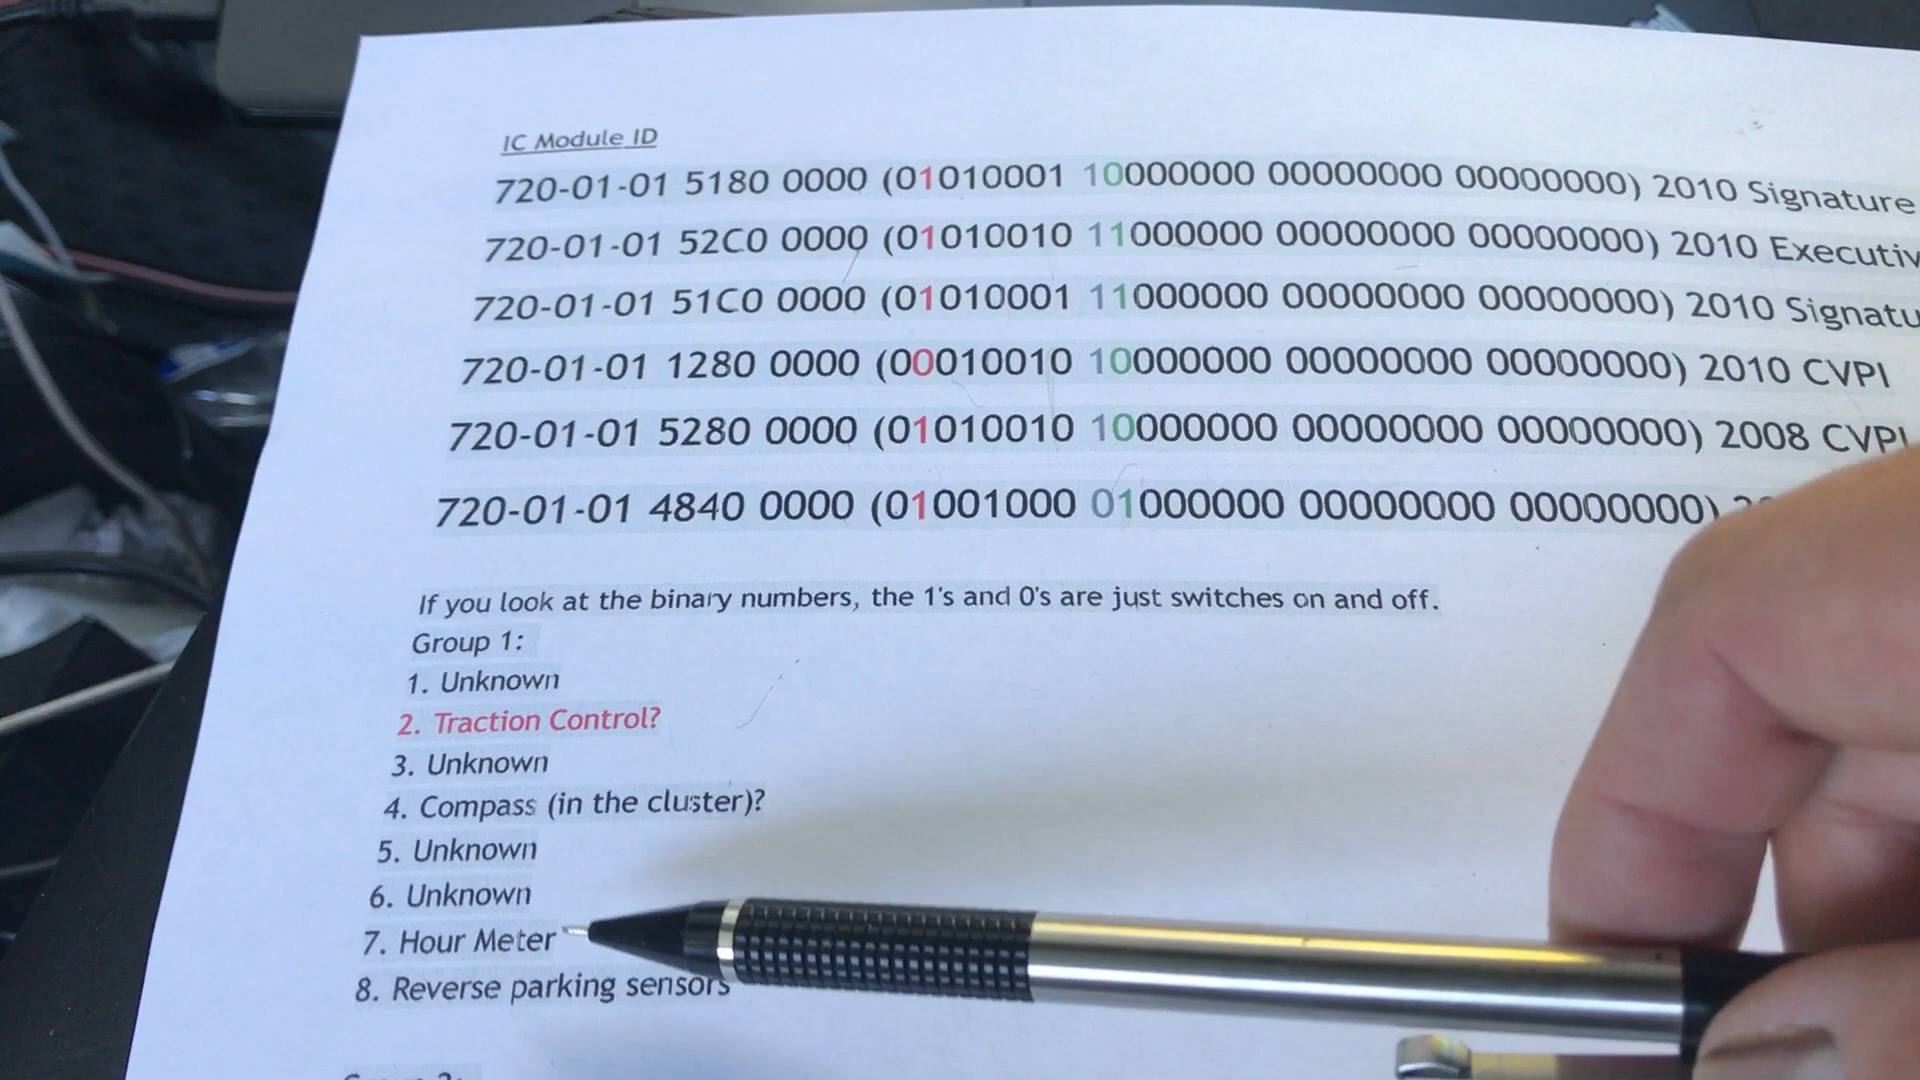 IC Module ID
720-01-01 5180 0000 (01010001 10000000 00000000 00000000) 2010 Signature
720-01-01 52C0 0000 (01010010 11000000 00000000 00000000) 2010 Executiv
720-01-01 51C0 0000 (01010001 11000000 00000000 00000000) 2010 Signatu
720-01-01 1280 0000 (00010010 10000000 00000000 00000000) 2010 CVPI
720-01-01 5280 0000 (01010010 10000000 00000000 00000000) 2008 CVPI
720-01-01 4840 0000 (01001000 01000000 00000000 00000000)
If you look at the binary numbers, the 1's and 0's are just switches on and off.
Group 1:
1. Unknown
2. Traction Control?
3. Unknown
4. Compass (in the cluster)?
5. Unknown
6. Unknown
7. Hour Meter
8. Reverse parking sensors